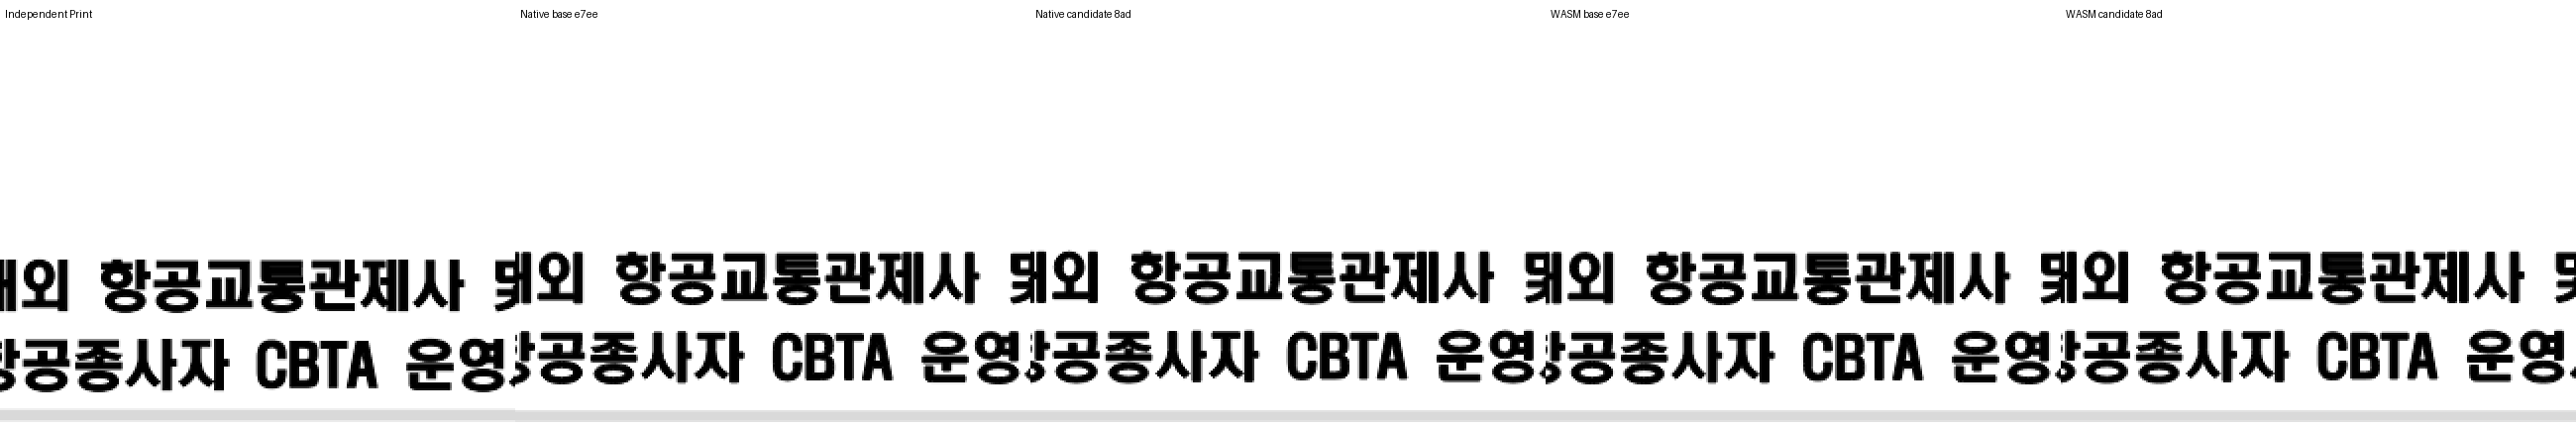 Independent Print Native base e7ee Native candidate 8ad WASM base e7ee WASM candidate 8ad
외 항공교통관제사 외 항공교통관제사 외 항공교통관제사 외 항공교통관제사 외 항공교통관제사
공종사자 CBTA 운영 공종사자 CBTA 운영 공종사자 CBTA 운영 공종사자 CBTA 운영 공종사자 CBTA 운영